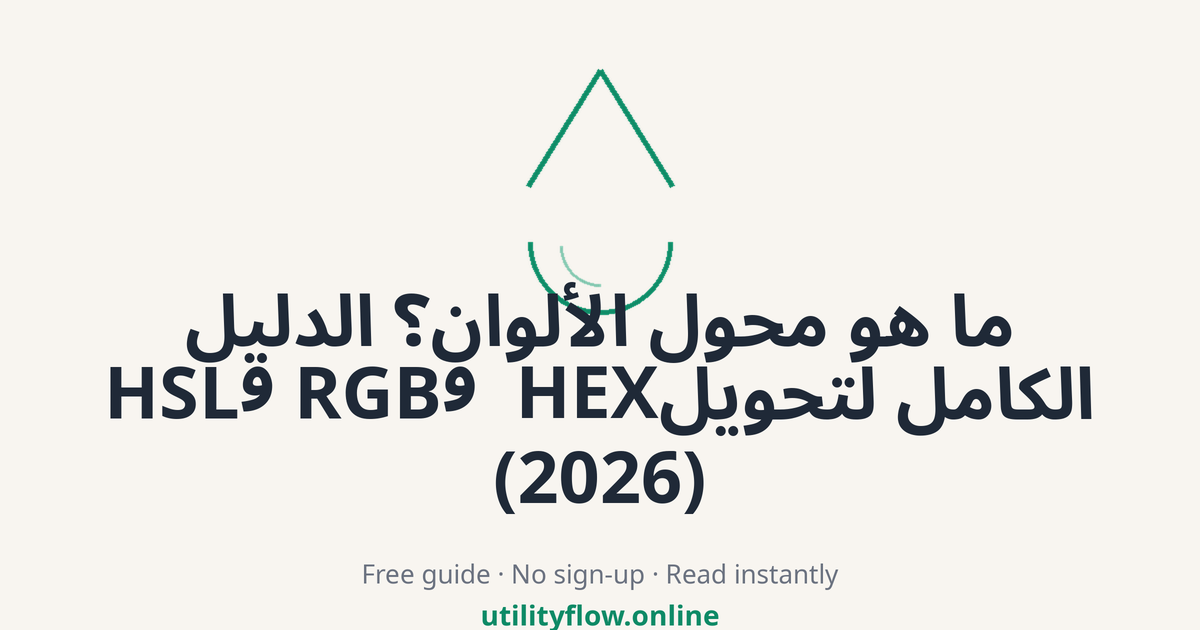 ما هو محول الألوان؟ الدليل
الكامل لتحويل HEX وRGB وHSL
(2026)
Free guide · No sign-up · Read instantly
utilityflow.online